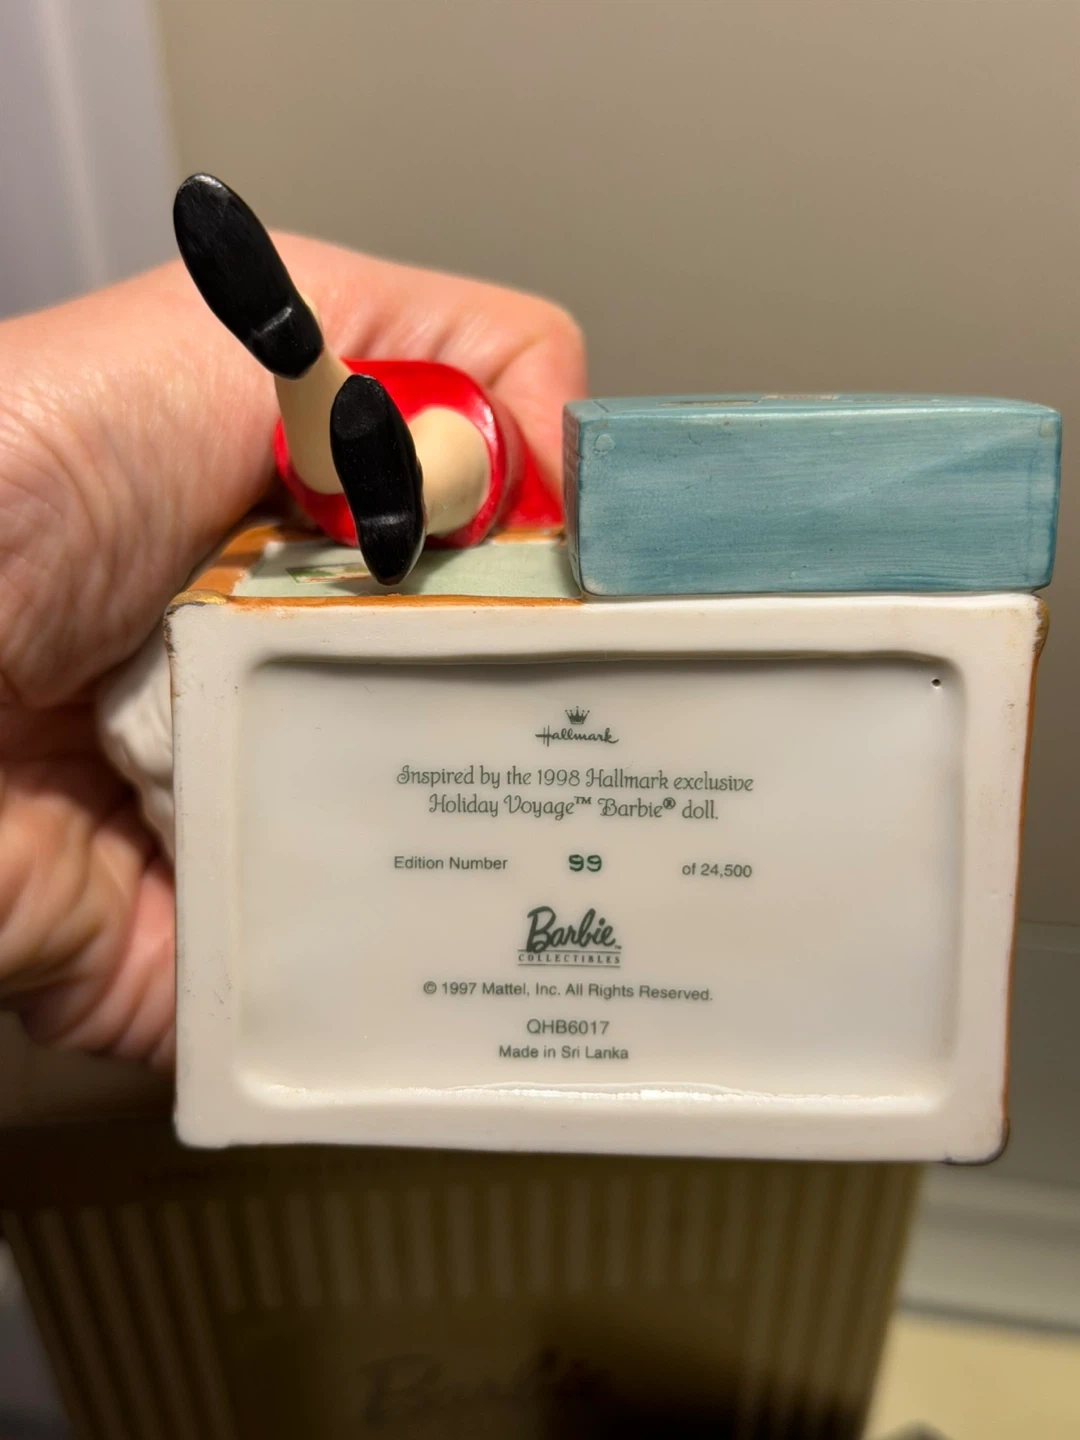 Hallmark
Inspired by the 1998 Hallmark exclusive
Holiday Voyage™ Barbie® doll.
Edition Number 99 of 24,500
Barbie™
COLLECTIBLES
© 1997 Mattel, Inc. All Rights Reserved.
QHB6017
Made in Sri Lanka
Barbie